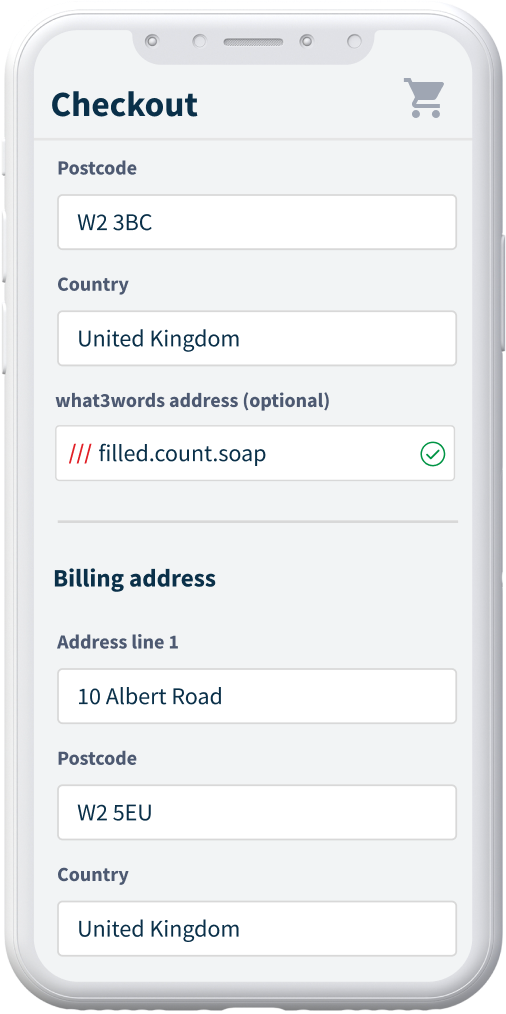 Checkout
Postcode
W2 3BC
Country
United Kingdom
what3words address (optional)
/// filled.count.soap
Billing address
Address line 1
10 Albert Road
Postcode
W2 5EU
Country
United Kingdom